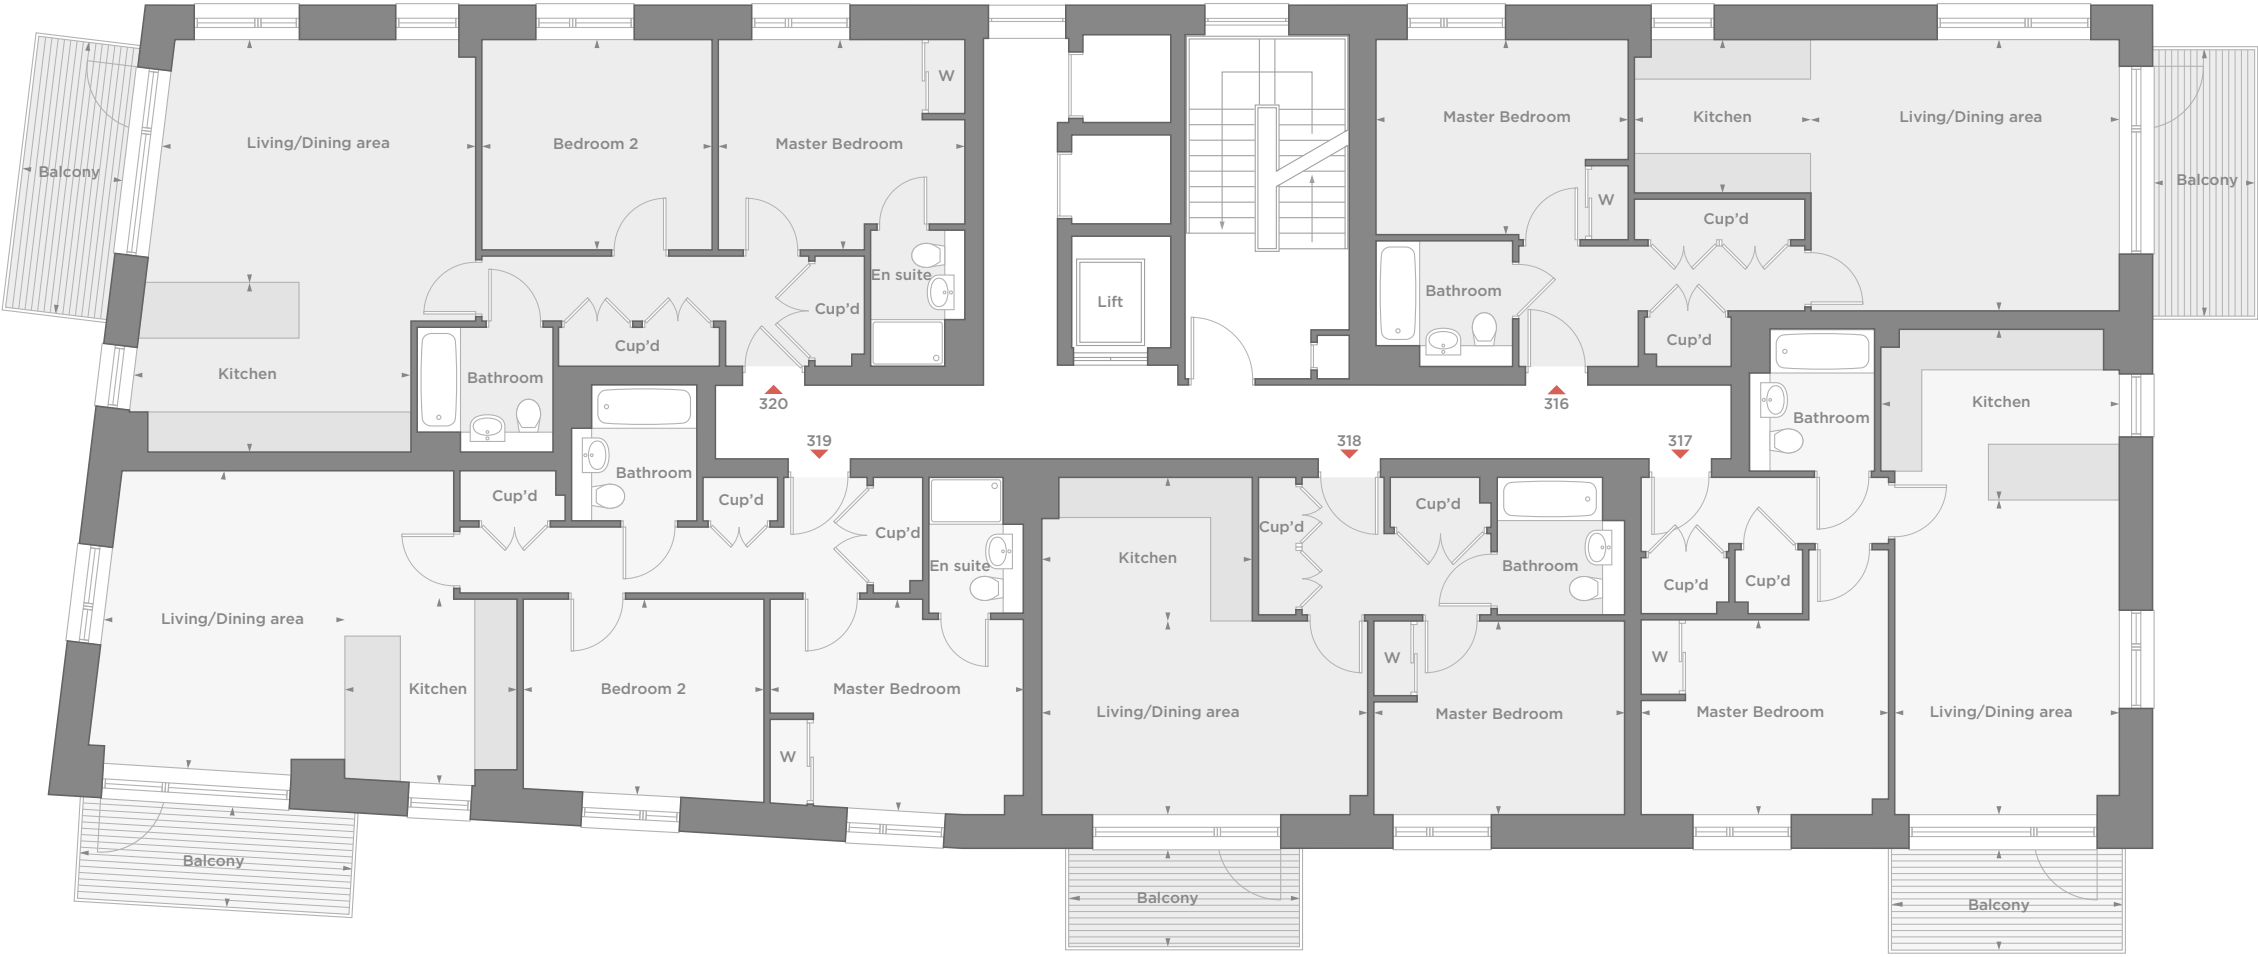 W
Living/Dining area
Bedroom 2
Master Bedroom
Balcony
En suite
Cup'd
Cup'd
Kitchen
Bathroom
320
Lift
Master Bedroom
Kitchen
Living/Dining area
Balcony
W
Cup'd
Bathroom
Cup'd
316
319
318
317
Kitchen
Bathroom
Cup'd
Bathroom
Cup'd
Cup'd
En suite
Living/Dining area
Kitchen
Bedroom 2
Master Bedroom
W
Balcony
Cup'd
Kitchen
Cup'd
Bathroom
Living/Dining area
W
Master Bedroom
Balcony
Cup'd
Cup'd
W
Master Bedroom
Living/Dining area
Balcony